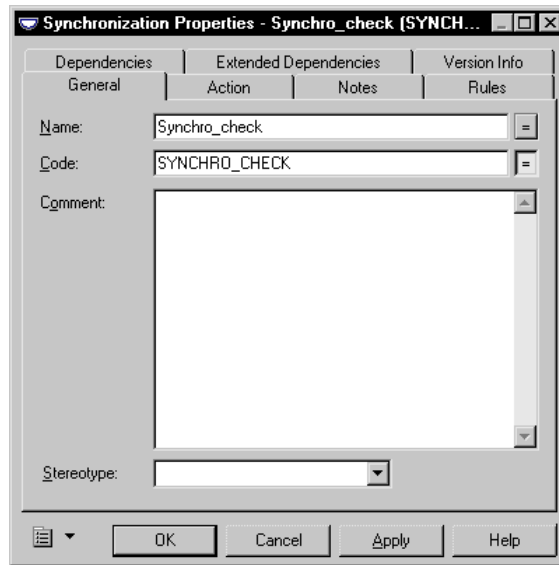 Synchronization Properties - Synchro_check (SYNCH...
Dependencies Extended Dependencies Version Info
General Action Notes Rules
Name: Synchro_check =
Code: SYNCHRO_CHECK =
Comment:
Stereotype:
OK Cancel Apply Help